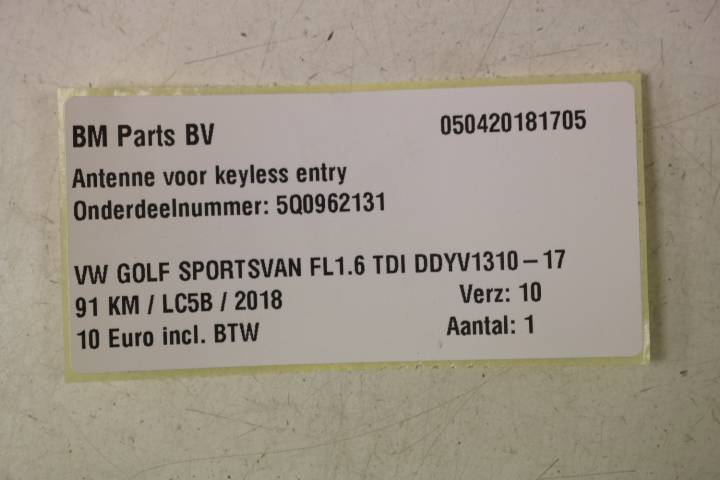 BM Parts BV 050420181705
Antenne voor keyless entry
Onderdeelnummer: 5Q0962131
VW GOLF SPORTSVAN FL1.6 TDI DDYV1310-17
91 KM / LC5B / 2018 Verz: 10
10 Euro incl. BTW Aantal: 1